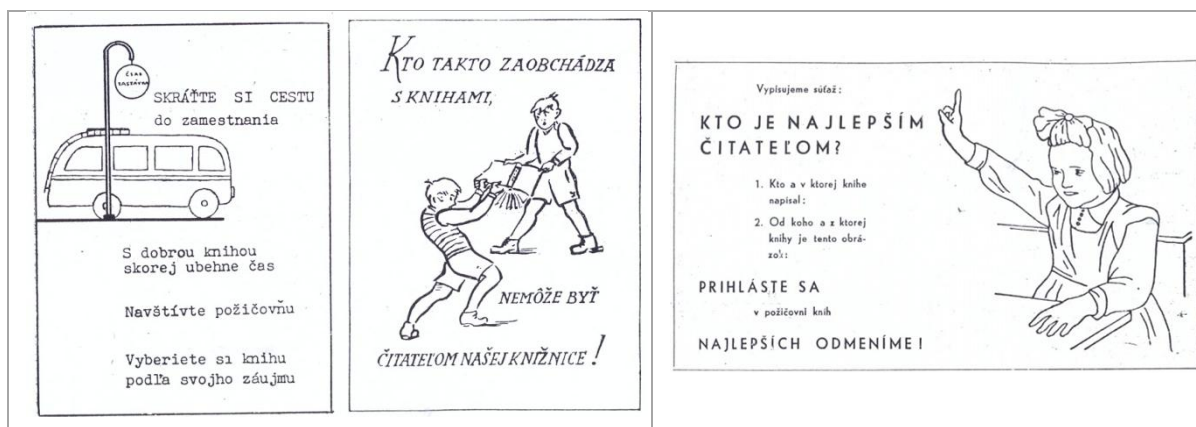 ČSAD
ZASTÁVKA
SKRÁŤTE SI CESTU
do zamestnania
S dobrou knihou
skorej ubehne čas
Navštívte požičovňu
Vyberiete si knihu
podľa svojho záujmu
KTO TAKTO ZAOBCHÁDZA
S KNIHAMI,
NEMÔŽE BYŤ
ČITATEĽOM NAŠEJ KNIŽNICE!
Vypisujeme súťaž:
KTO JE NAJLEPŠÍM
ČITATEĽOM?
1. Kto a v ktorej knihe
napísal:
2. Od koho a z ktorej
knihy je tento obrá-
zok:
PRIHLÁSTE SA
v požičovni kníh
NAJLEPŠÍCH ODMENÍME!